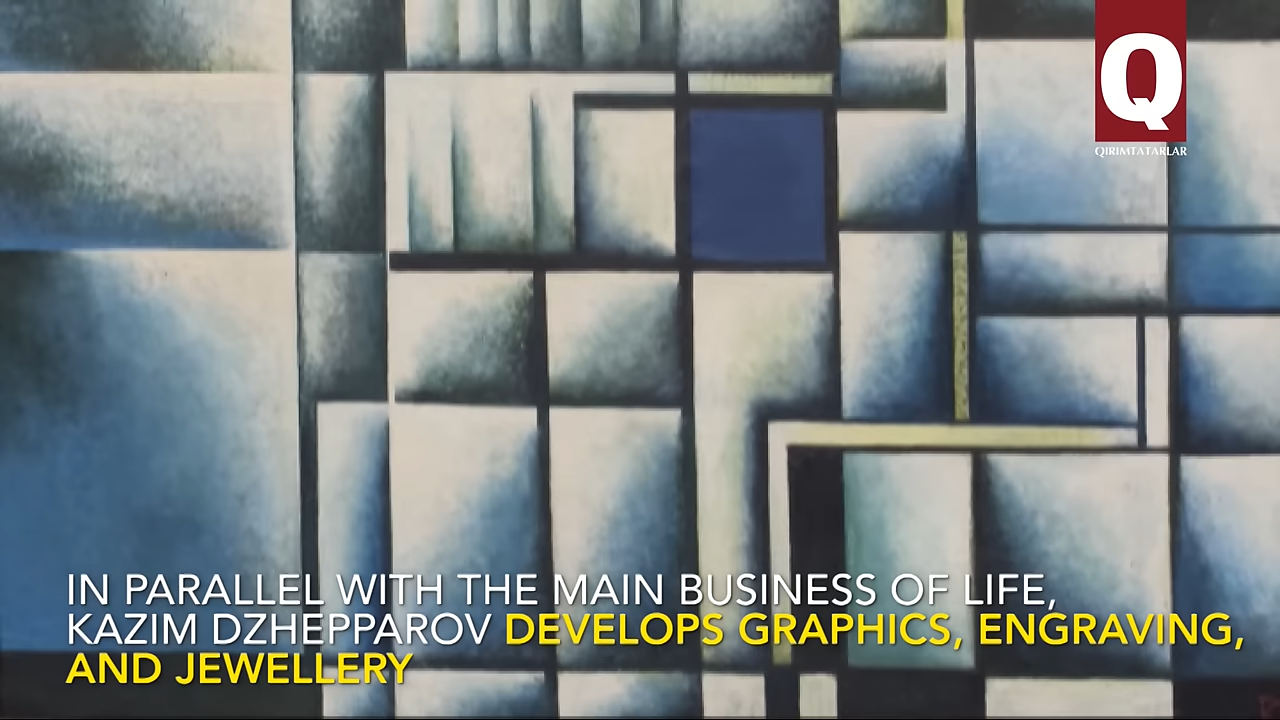 Q
QIRIMTATARLAR
IN PARALLEL WITH THE MAIN BUSINESS OF LIFE,
KAZIM DZHEPPAROV DEVELOPS GRAPHICS, ENGRAVING,
AND JEWELLERY